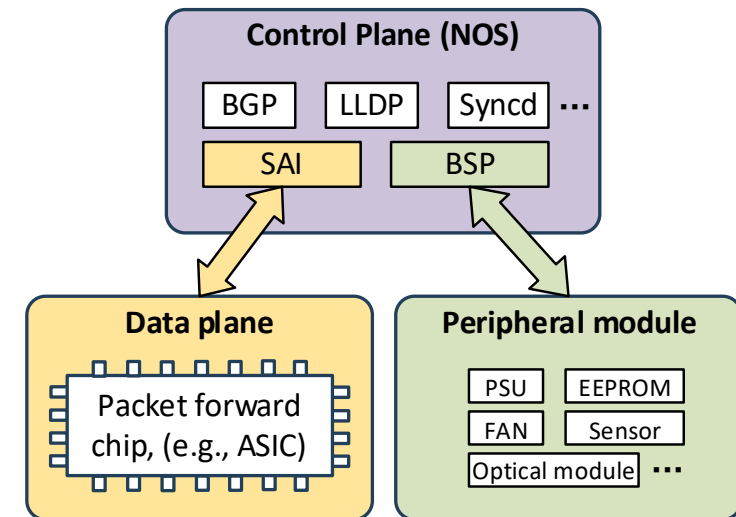 Control Plane (NOS)
BGP LLDP Syncd ...
SAI BSP
Data plane
Packet forward
chip, (e.g., ASIC)
Peripheral module
PSU EEPROM
FAN Sensor
Optical module ...